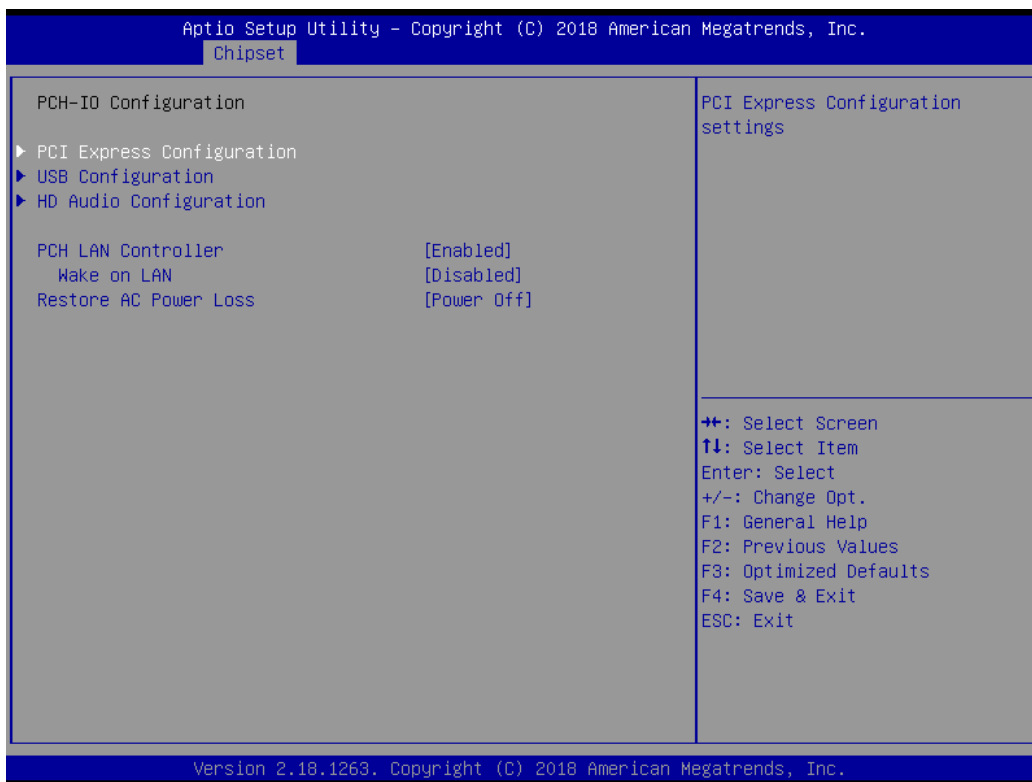 Aptio Setup Utility – Copyright (C) 2018 American Megatrends, Inc.
Chipset
PCH-IO Configuration
▶ PCI Express Configuration
▶ USB Configuration
▶ HD Audio Configuration
PCH LAN Controller [Enabled]
Wake on LAN [Disabled]
Restore AC Power Loss [Power Off]
PCI Express Configuration
settings
→←: Select Screen
↑↓: Select Item
Enter: Select
+/-: Change Opt.
F1: General Help
F2: Previous Values
F3: Optimized Defaults
F4: Save & Exit
ESC: Exit
Version 2.18.1263. Copyright (C) 2018 American Megatrends, Inc.